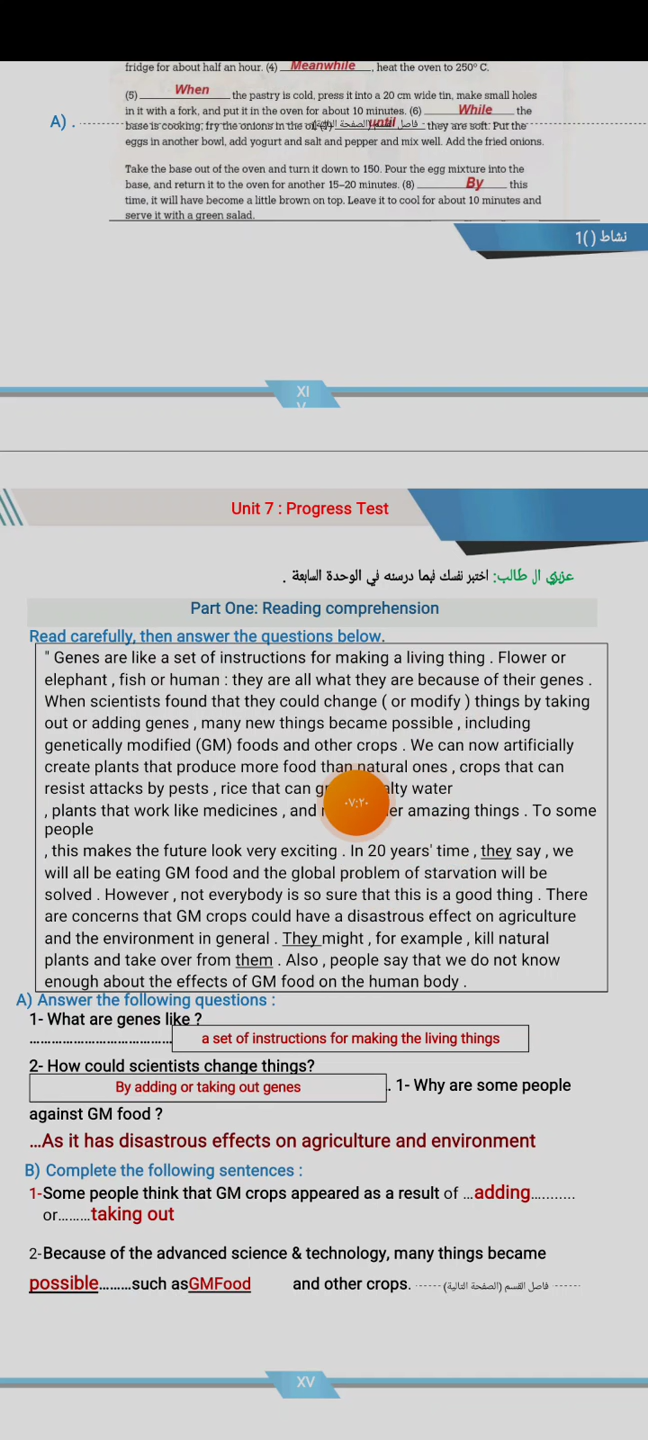 fridge for about half an hour. (4) Meanwhile , heat the oven to 250° C.
(5) When the pastry is cold, press it into a 20 cm wide tin, make small holes
in it with a fork, and put it in the oven for about 10 minutes. (6) While the
A) .
base is cooking, fry the onions in the oil, (7) until they are soft. Put the
فاصل القسم (الصفحة التالية)
eggs in another bowl, add yogurt and salt and pepper and mix well. Add the fried onions.
Take the base out of the oven and turn it down to 150. Pour the egg mixture into the
base, and return it to the oven for another 15–20 minutes. (8) By this
time, it will have become a little brown on top. Leave it to cool for about 10 minutes and
serve it with a green salad.
نشاط ( )1
XI
V
Unit 7 : Progress Test
عزيزي ال طالب: اختبر نفسك فيما درسته في الوحدة السابعة .
Part One: Reading comprehension
Read carefully, then answer the questions below.
" Genes are like a set of instructions for making a living thing . Flower or
elephant , fish or human : they are all what they are because of their genes .
When scientists found that they could change ( or modify ) things by taking
out or adding genes , many new things became possible , including
genetically modified (GM) foods and other crops . We can now artificially
create plants that produce more food than natural ones , crops that can
resist attacks by pests , rice that can water
٠٧:٢٠
, plants that work like medicines , and amazing things . To some
people
, this makes the future look very exciting . In 20 years' time , they say , we
will all be eating GM food and the global problem of starvation will be
solved . However , not everybody is so sure that this is a good thing . There
are concerns that GM crops could have a disastrous effect on agriculture
and the environment in general . They might , for example , kill natural
plants and take over from them . Also , people say that we do not know
enough about the effects of GM food on the human body .
A) Answer the following questions :
1- What are genes like ?
....................................... a set of instructions for making the living things
2- How could scientists change things?
By adding or taking out genes . 1- Why are some people
against GM food ?
...As it has disastrous effects on agriculture and environment
B) Complete the following sentences :
1-Some people think that GM crops appeared as a result of ...adding...........
or.........taking out
2-Because of the advanced science & technology, many things became
possible.........such asGMFood and other crops. فاصل القسم (الصفحة التالية)
XV